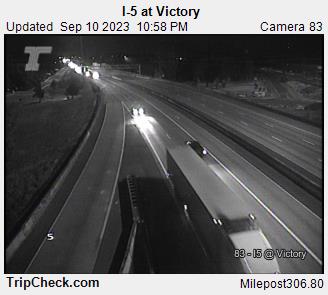 I-5 at Victory
Updated Sep 10 2023 10:58 PM Camera 83
T
S
83 - I5 @ Victory
TripCheck.com Milepost306.80